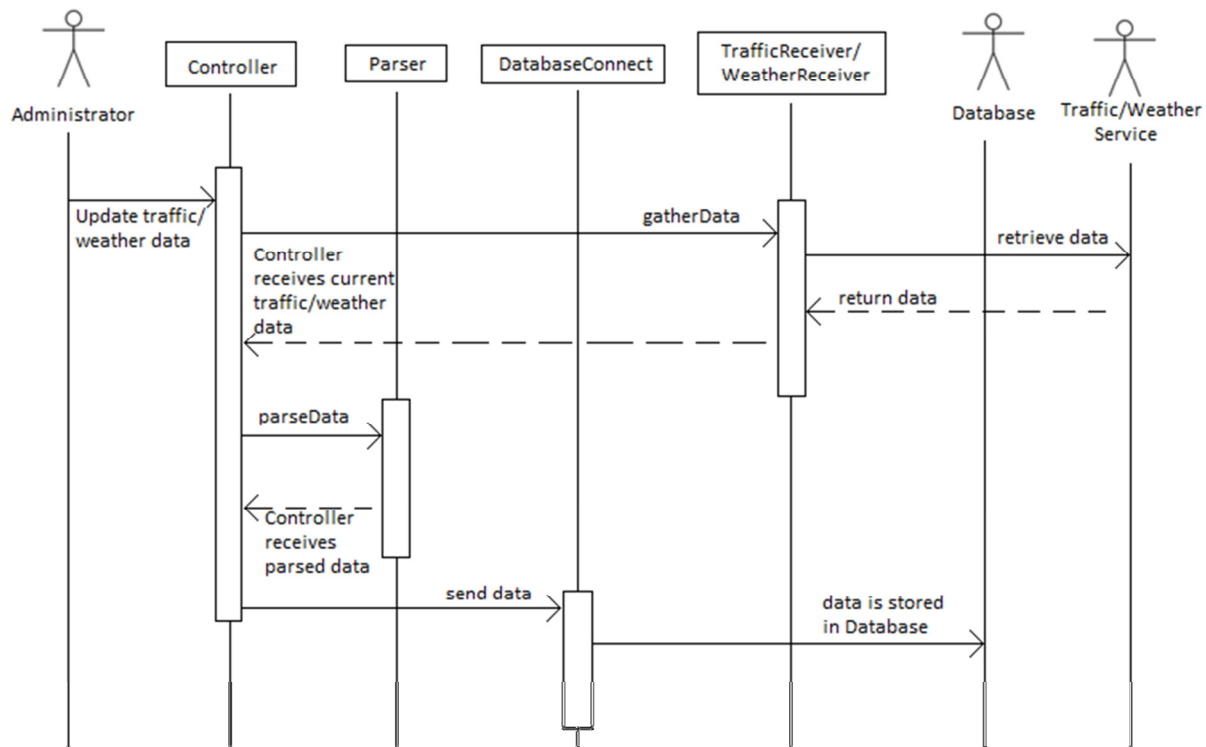 Administrator
Controller
Parser
DatabaseConnect
TrafficReceiver/
WeatherReceiver
Database
Traffic/Weather
Service
Update traffic/
weather data
gatherData
retrieve data
Controller
receives current
traffic/weather
data
return data
parseData
Controller
receives
parsed data
send data
data is stored
in Database